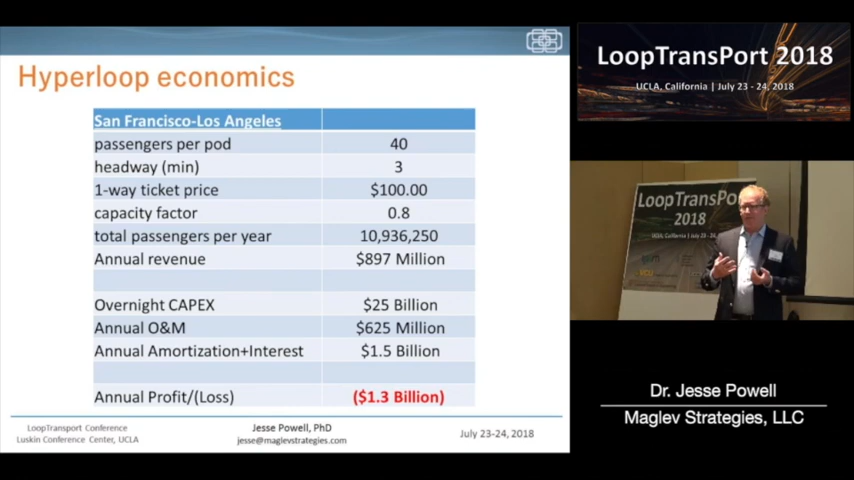 Hyperloop economics
San Francisco-Los Angeles
passengers per pod 40
headway (min) 3
1-way ticket price $100.00
capacity factor 0.8
total passengers per year 10,936,250
Annual revenue $897 Million
Overnight CAPEX $25 Billion
Annual O&M $625 Million
Annual Amortization+Interest $1.5 Billion
Annual Profit/(Loss) ($1.3 Billion)
LoopTransport Conference
Luskin Conference Center, UCLA
Jesse Powell, PhD
jesse@maglevstrategies.com
July 23-24, 2018
LoopTransPort 2018
UCLA, California | July 23 - 24, 2018
LoopTransPo
2018
Dr. Jesse Powell
Maglev Strategies, LLC